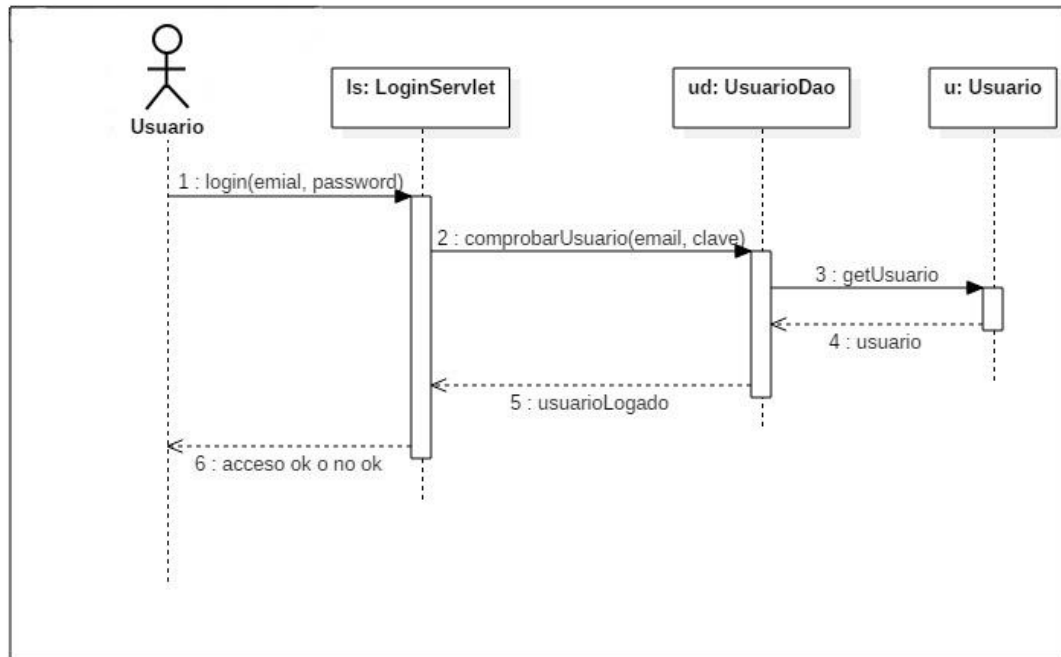 Usuario
ls: LoginServlet
ud: UsuarioDao
u: Usuario
1 : login(emial, password)
2 : comprobarUsuario(email, clave)
3 : getUsuario
4 : usuario
5 : usuarioLogado
6 : acceso ok o no ok